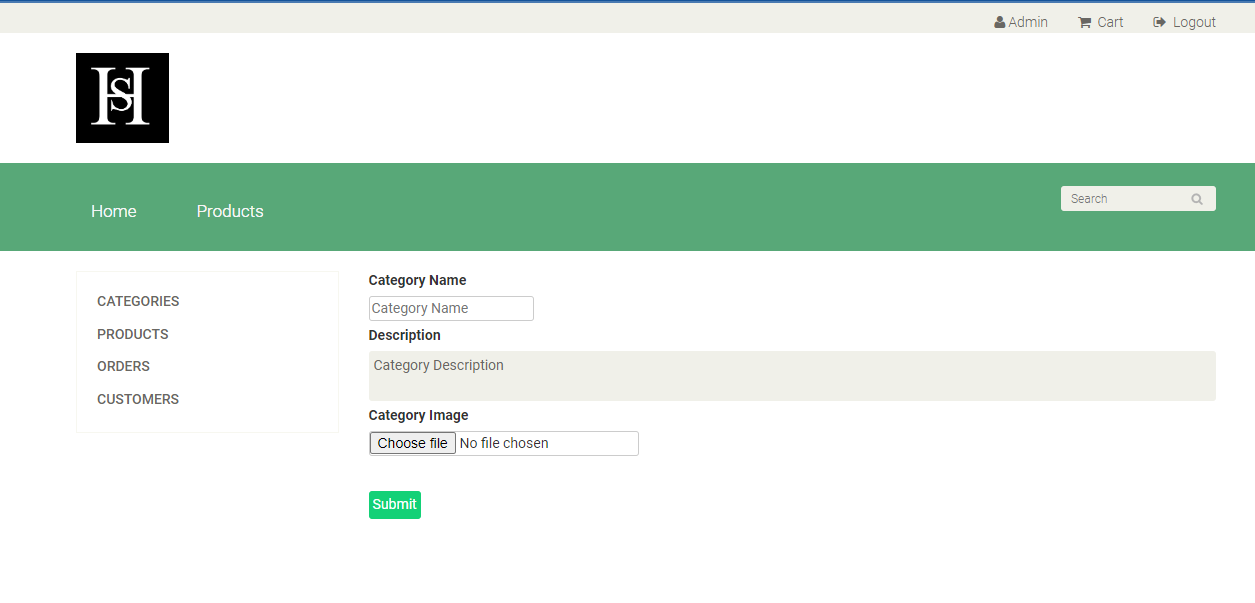 Admin Cart Logout
HS
Home Products Search
CATEGORIES
PRODUCTS
ORDERS
CUSTOMERS
Category Name
Category Name
Description
Category Description
Category Image
Choose file No file chosen
Submit